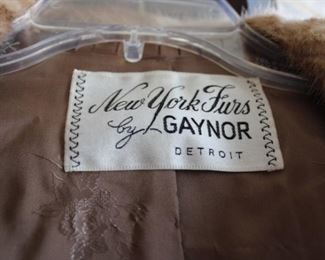 New York Furs
by GAYNOR
DETROIT